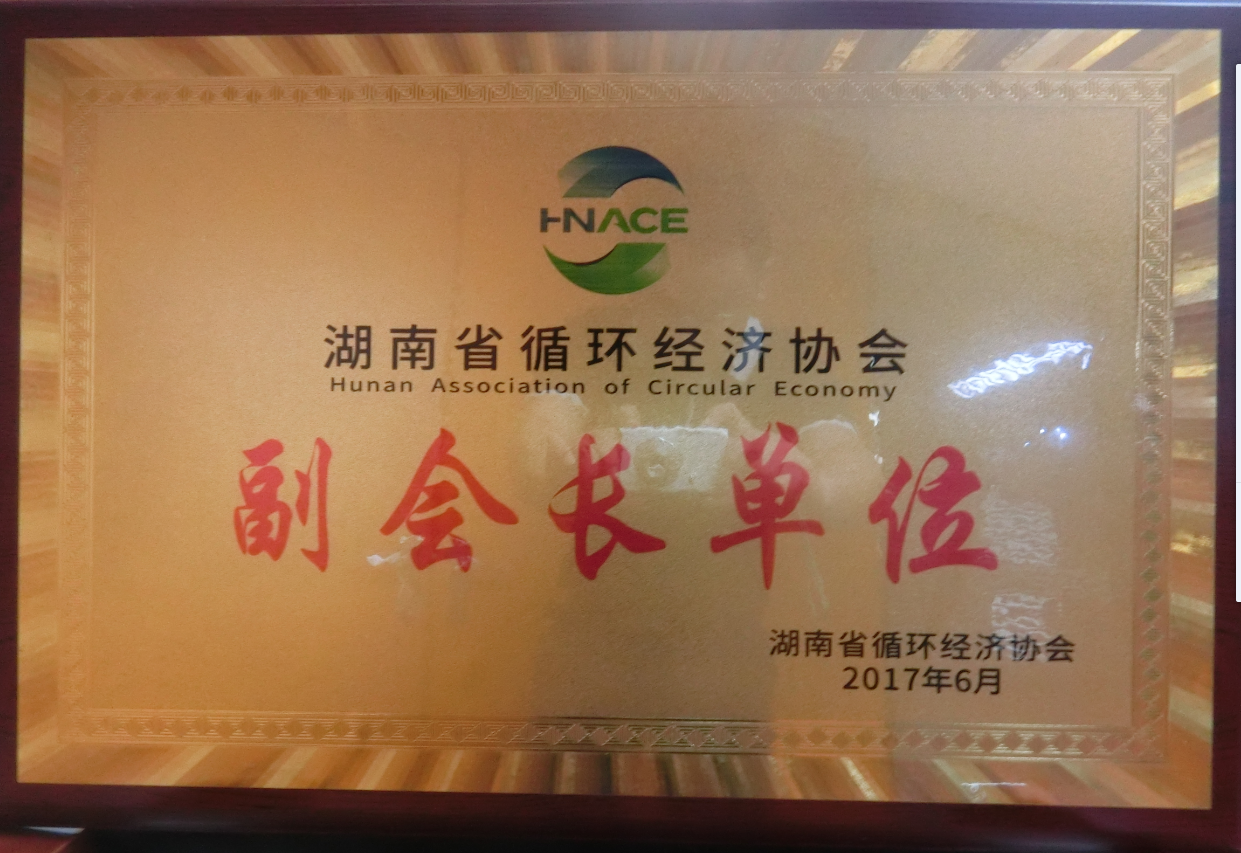 HNACE
湖南省循环经济协会
Hunan Association of Circular Economy
副会长单位
湖南省循环经济协会
2017年6月